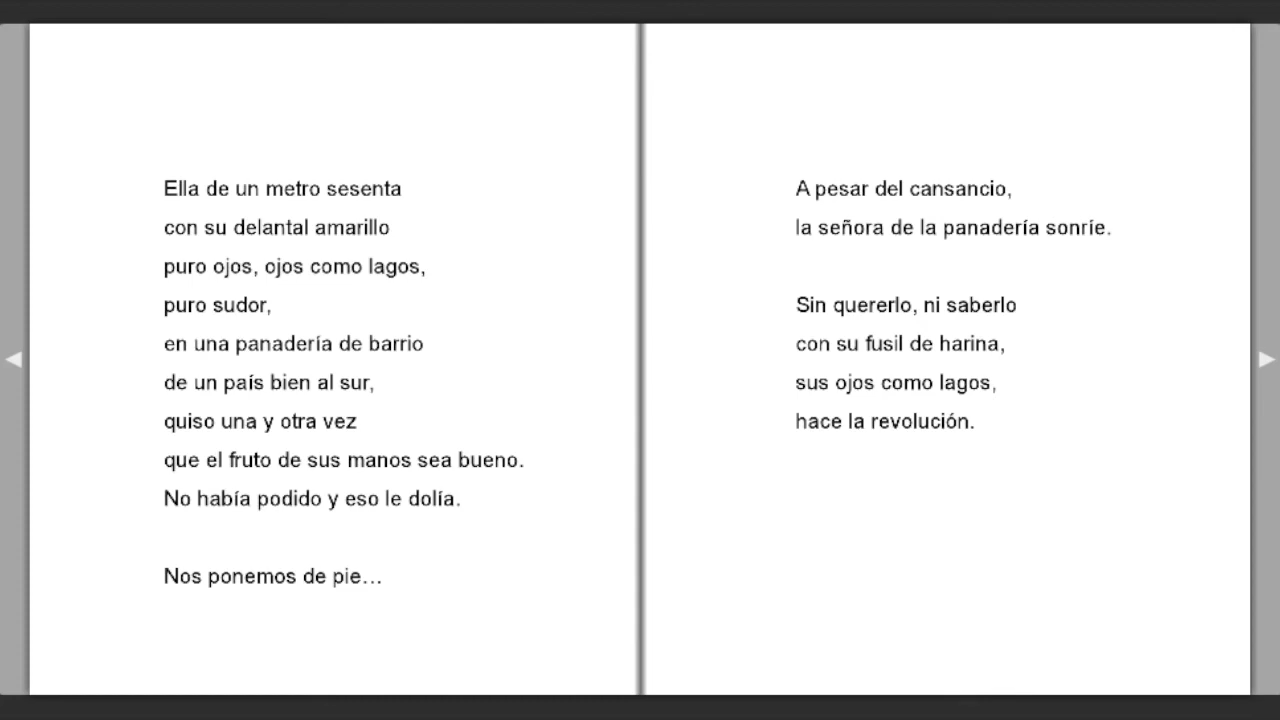 Ella de un metro sesenta
con su delantal amarillo
puro ojos, ojos como lagos,
puro sudor,
en una panadería de barrio
de un país bien al sur,
quiso una y otra vez
que el fruto de sus manos sea bueno.
No había podido y eso le dolía.
Nos ponemos de pie…
A pesar del cansancio,
la señora de la panadería sonríe.
Sin quererlo, ni saberlo
con su fusil de harina,
sus ojos como lagos,
hace la revolución.